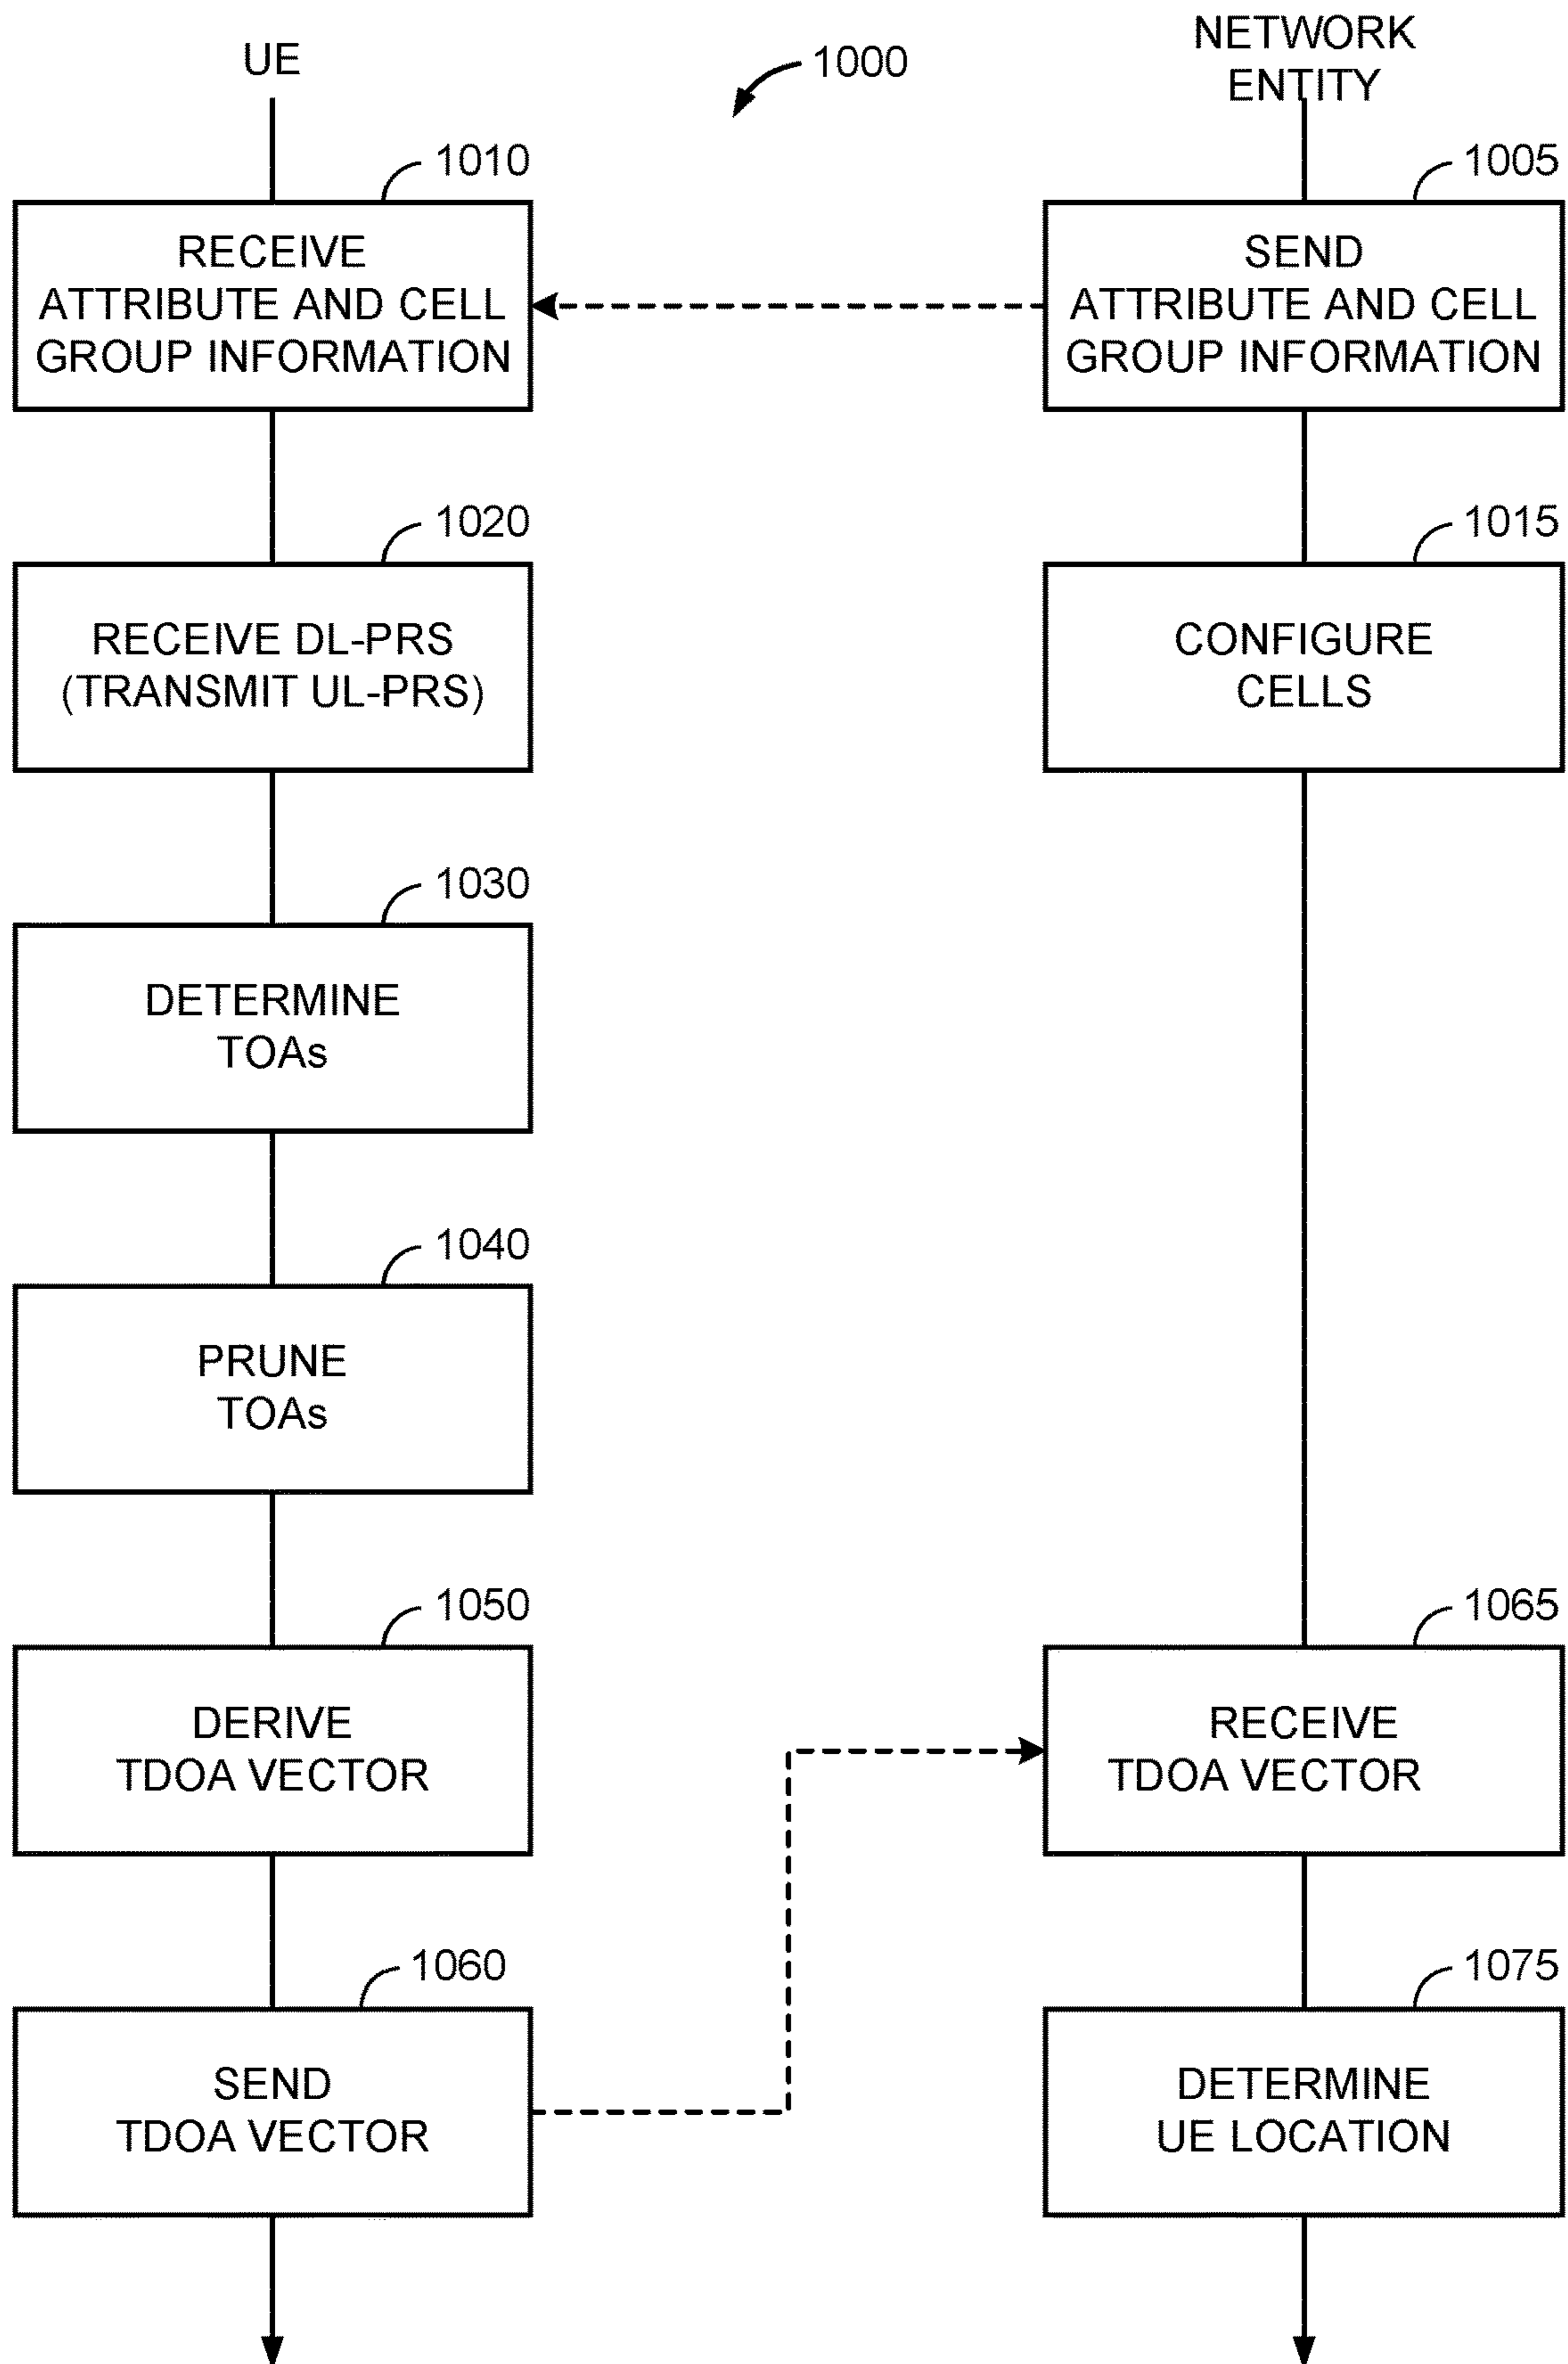 UE
1000
NETWORK
ENTITY
1010
RECEIVE
ATTRIBUTE AND CELL
GROUP INFORMATION
1005
SEND
ATTRIBUTE AND CELL
GROUP INFORMATION
1020
RECEIVE DL-PRS
(TRANSMIT UL-PRS)
1015
CONFIGURE
CELLS
1030
DETERMINE
TOAs
1040
PRUNE
TOAs
1050
DERIVE
TDOA VECTOR
1065
RECEIVE
TDOA VECTOR
1060
SEND
TDOA VECTOR
1075
DETERMINE
UE LOCATION